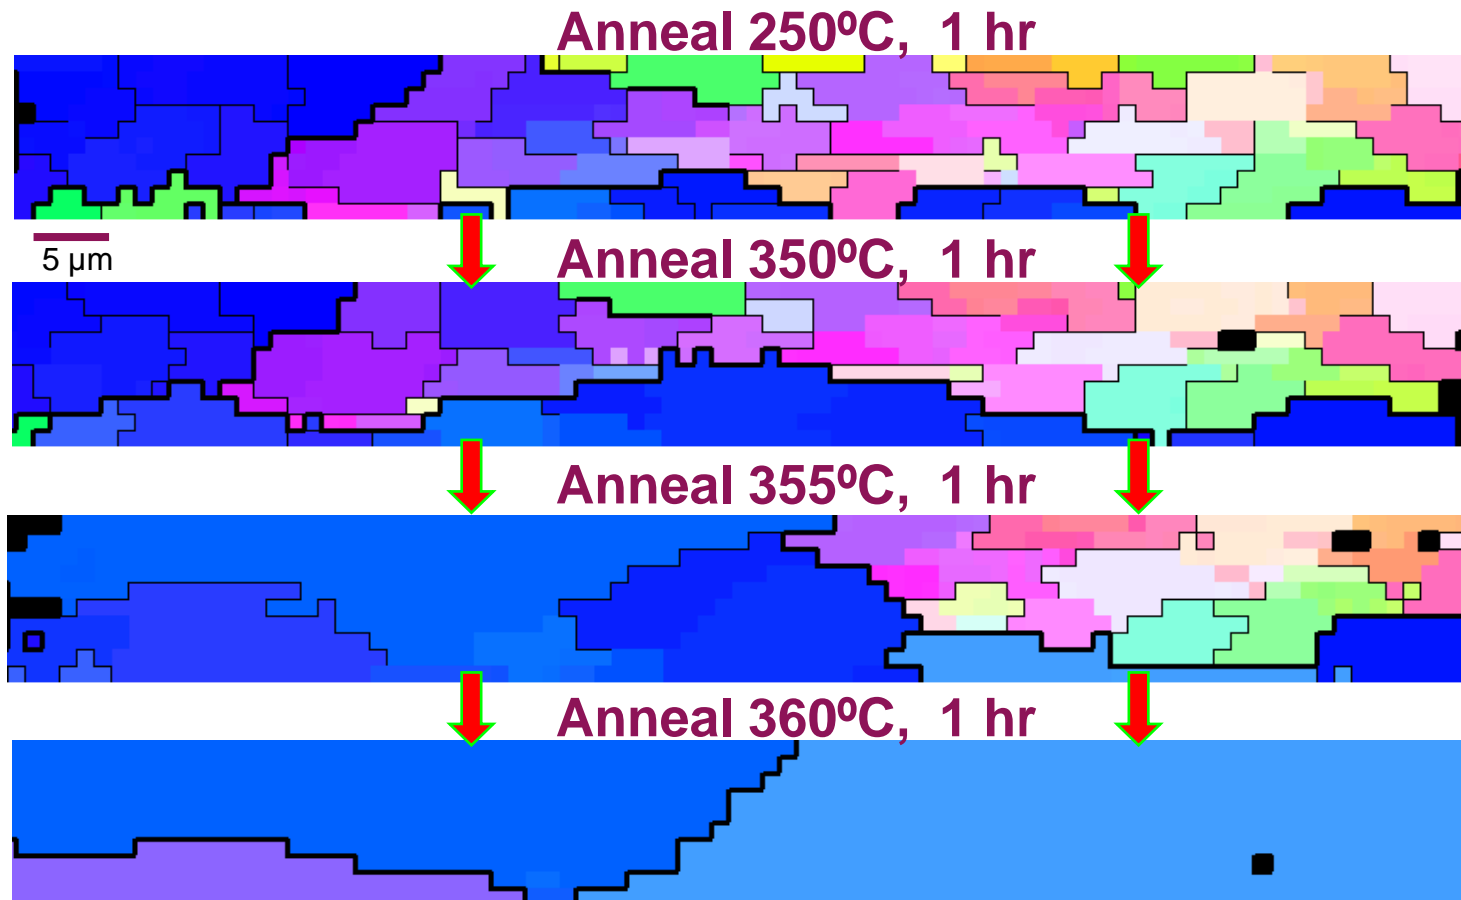 Anneal 250ºC, 1 hr
5 µm
Anneal 350ºC, 1 hr
Anneal 355ºC, 1 hr
Anneal 360ºC, 1 hr